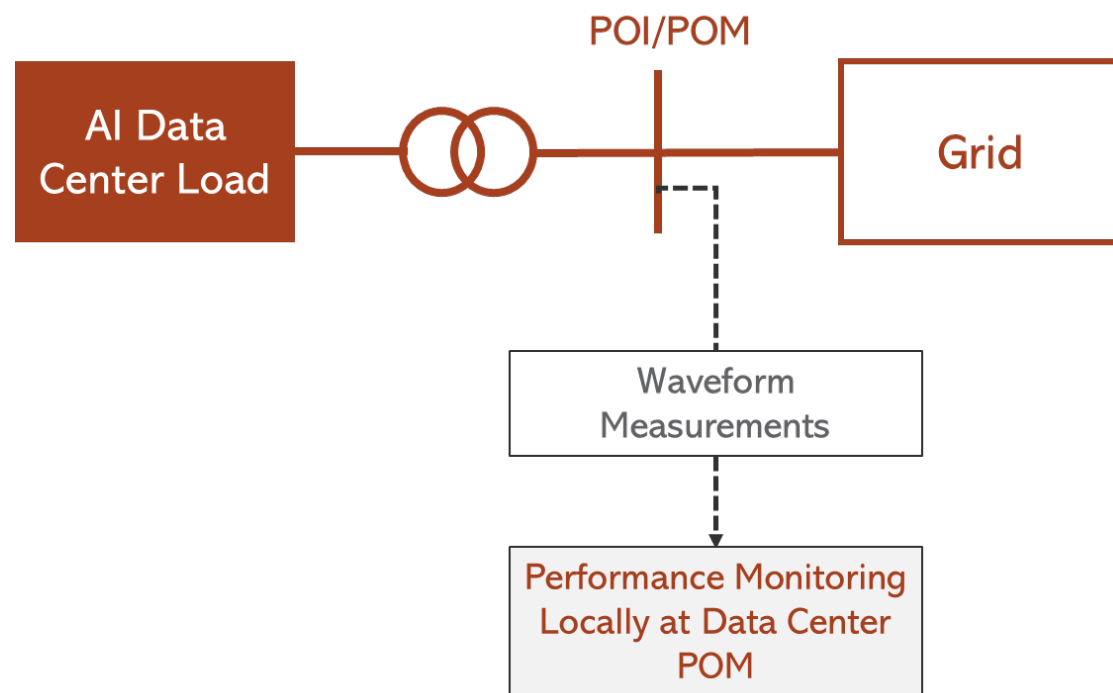 POI/POM
AI Data
Center Load
Grid
Waveform
Measurements
Performance Monitoring
Locally at Data Center
POM